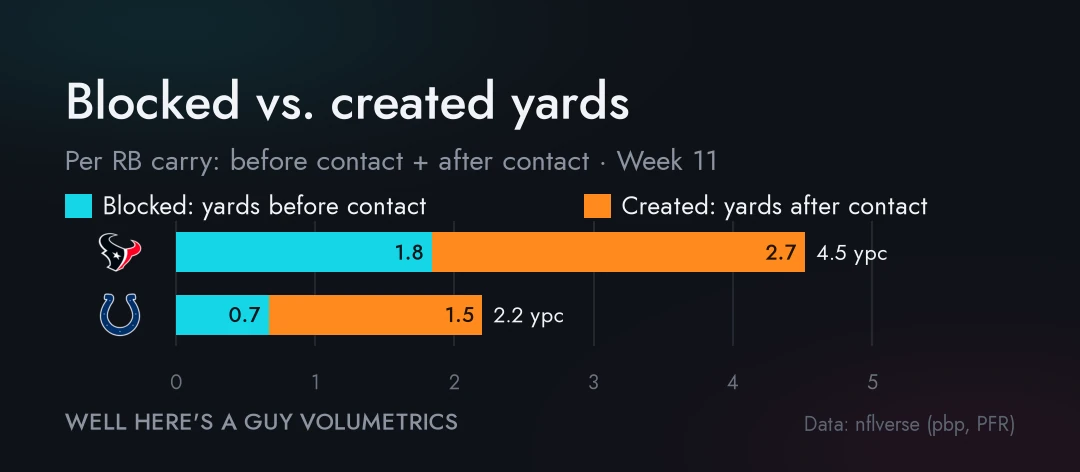 Blocked vs. created yards
Per RB carry: before contact + after contact · Week 11
Blocked: yards before contact
Created: yards after contact
1.8
2.7
4.5 ypc
0.7
1.5
2.2 ypc
0 1 2 3 4 5
WELL HERE'S A GUY VOLUMETRICS
Data: nflverse (pbp, PFR)